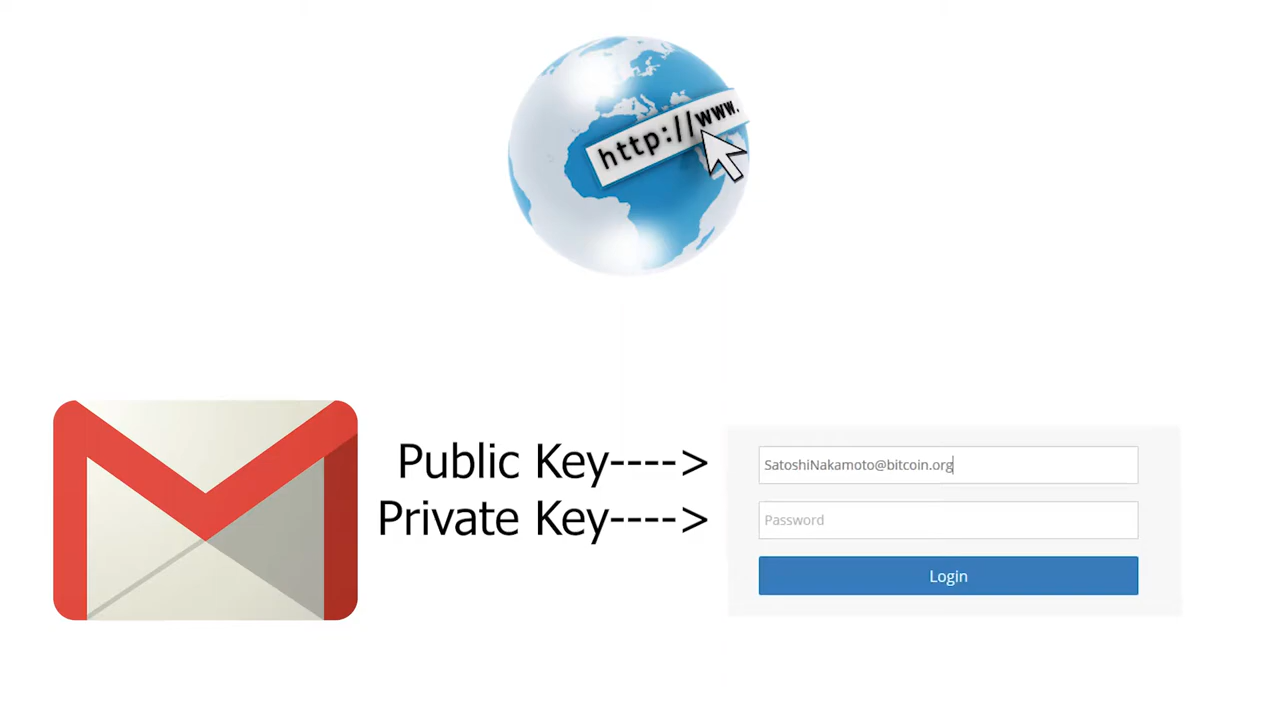 http://www.
Public Key---->
SatoshiNakamoto@bitcoin.org
Private Key---->
Password
Login